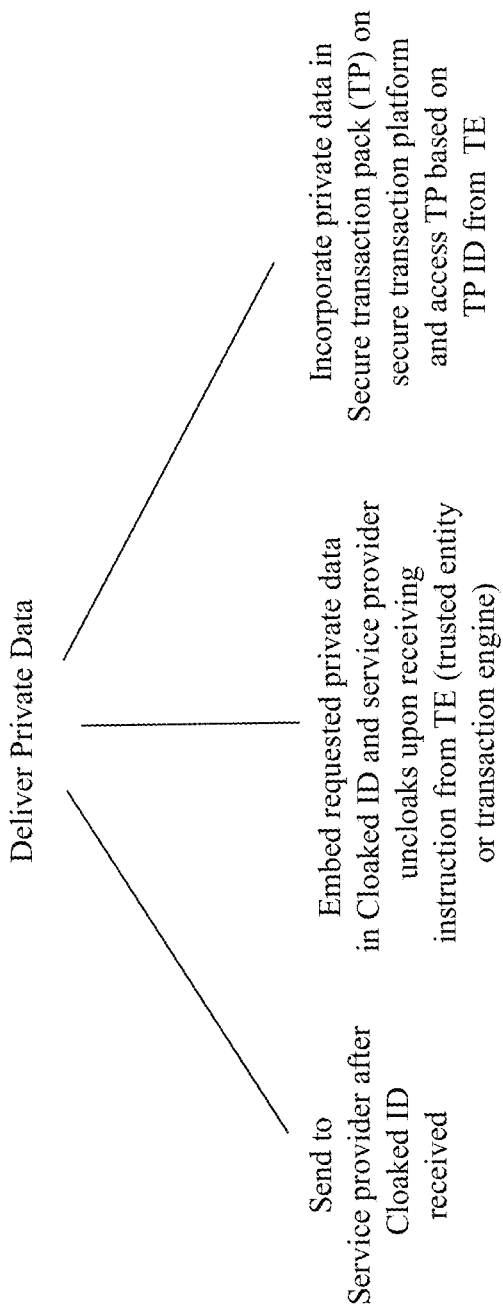 Deliver Private Data
Send to
Service provider after
Cloaked ID
received
Embed requested private data
in Cloaked ID and service provider
uncloaks upon receiving
instruction from TE (trusted entity
or transaction engine)
Incorporate private data in
Secure transaction pack (TP) on
secure transaction platform
and access TP based on
TP ID from TE